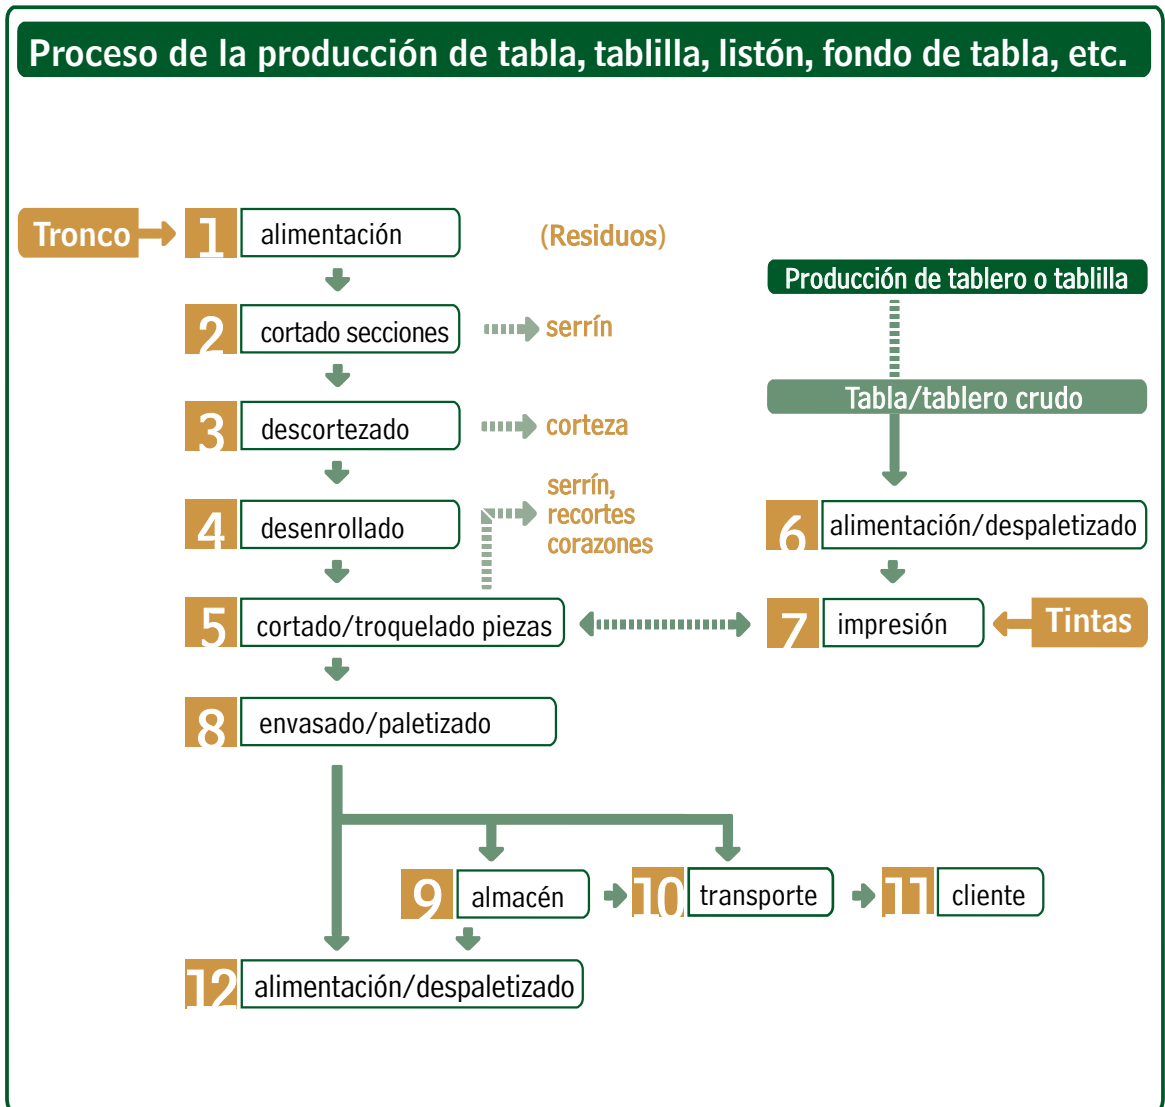 Proceso de la producción de tabla, tablilla, listón, fondo de tabla, etc.
Tronco
1 alimentación
(Residuos)
Producción de tablero o tablilla
2 cortado secciones
serrín
Tabla/tablero crudo
3 descortezado
corteza
4 desenrollado
serrín,
recortes
corazones
6 alimentación/despaletizado
5 cortado/troquelado piezas
7 impresión
Tintas
8 envasado/paletizado
9 almacén
10 transporte
11 cliente
12 alimentación/despaletizado